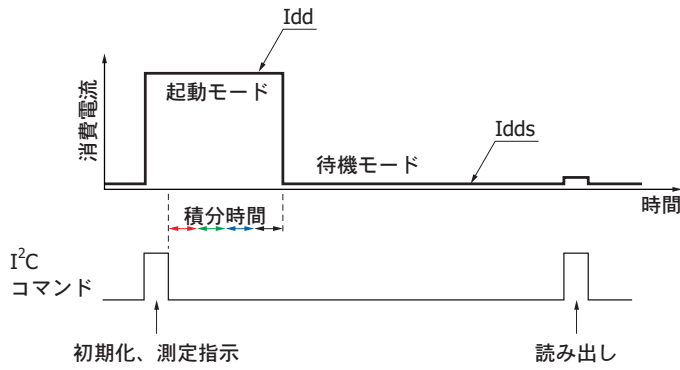 Idd
消費電流
起動モード
Idds
待機モード
時間
積分時間
I²C
コマンド
初期化、測定指示
読み出し